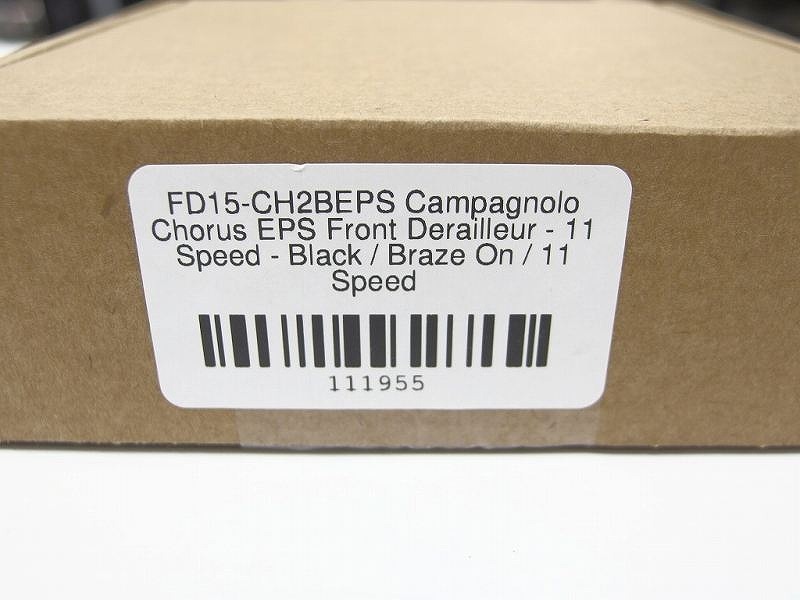 FD15-CH2BEPS Campagnolo
Chorus EPS Front Derailleur - 11
Speed - Black / Braze On / 11
Speed
111955